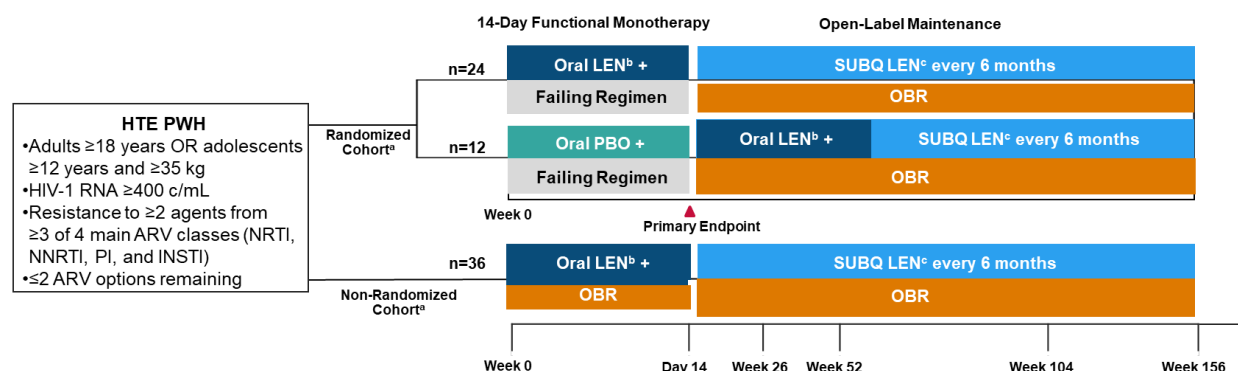 14-Day Functional Monotherapy
Open-Label Maintenance
HTE PWH
•Adults ≥18 years OR adolescents
≥12 years and ≥35 kg
•HIV-1 RNA ≥400 c/mL
•Resistance to ≥2 agents from
≥3 of 4 main ARV classes (NRTI,
NNRTI, PI, and INSTI)
•≤2 ARV options remaining
Randomized
Cohortᵃ
n=24
Oral LENᵇ +
SUBQ LENᶜ every 6 months
Failing Regimen
OBR
n=12
Oral PBO +
Oral LENᵇ +
SUBQ LENᶜ every 6 months
Failing Regimen
OBR
Week 0
Primary Endpoint
Non-Randomized
Cohortᵃ
n=36
Oral LENᵇ +
SUBQ LENᶜ every 6 months
OBR
OBR
Week 0
Day 14
Week 26
Week 52
Week 104
Week 156